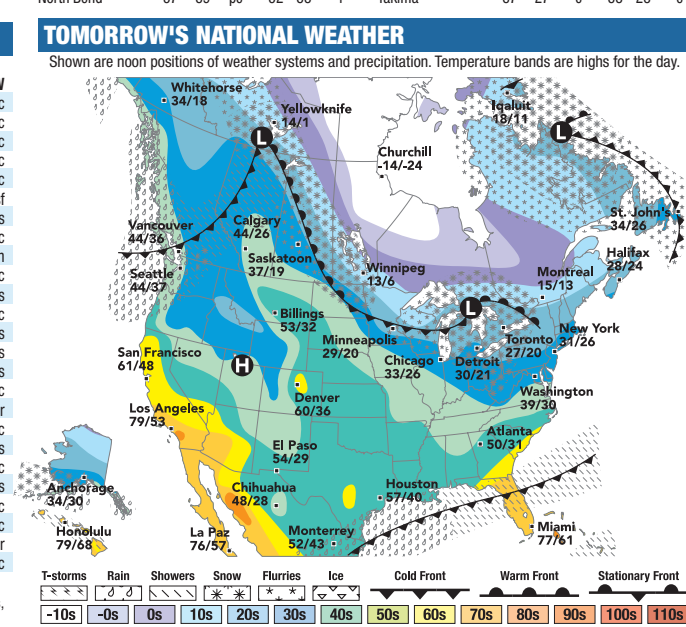 TOMORROW'S NATIONAL WEATHER
Shown are noon positions of weather systems and precipitation. Temperature bands are highs for the day.
Whitehorse
34/18
Yellowknife
14/1
Iqaluit
18/11
L
L
Churchill
-14/-24
St. John's
34/26
Vancouver
44/36
Calgary
44/26
Halifax
28/24
Saskatoon
37/19
Seattle
44/37
Winnipeg
13/6
Montreal
15/13
L
Billings
53/32
Minneapolis
29/20
Toronto
27/20
New York
31/26
San Francisco
61/48
H
Chicago
33/26
Detroit
30/21
Denver
60/36
Washington
39/30
Los Angeles
79/53
Atlanta
50/31
El Paso
54/29
Anchorage
34/30
Chihuahua
48/28
Houston
57/40
Honolulu
79/68
La Paz
76/57
Monterrey
52/43
Miami
77/61
T-storms Rain Showers Snow Flurries Ice Cold Front Warm Front Stationary Front
-10s -0s 0s 10s 20s 30s 40s 50s 60s 70s 80s 90s 100s 110s